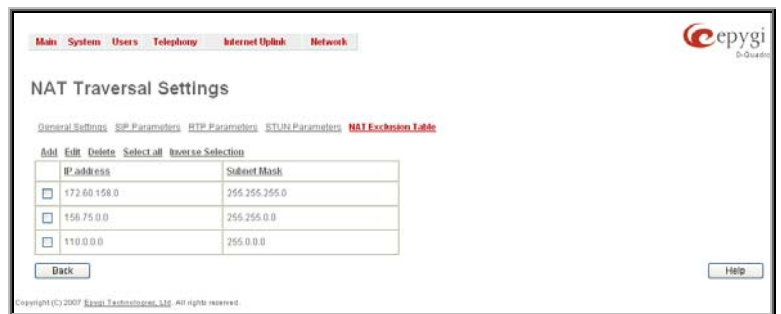 Main System Users Telephony Internet Uplink Network
epygi
NAT Traversal Settings
General Settings SIP Parameters RTP Parameters STUN Parameters NAT Exclusion Table
Add Edit Delete Select all Inverse Selection
IP address Subnet Mask
172.60.158.0 255.255.255.0
156.75.0.0 255.255.0.0
110.0.0.0 255.0.0.0
Back Help
Copyright (C) 2007 Epygi Technologies, Ltd. All rights reserved.